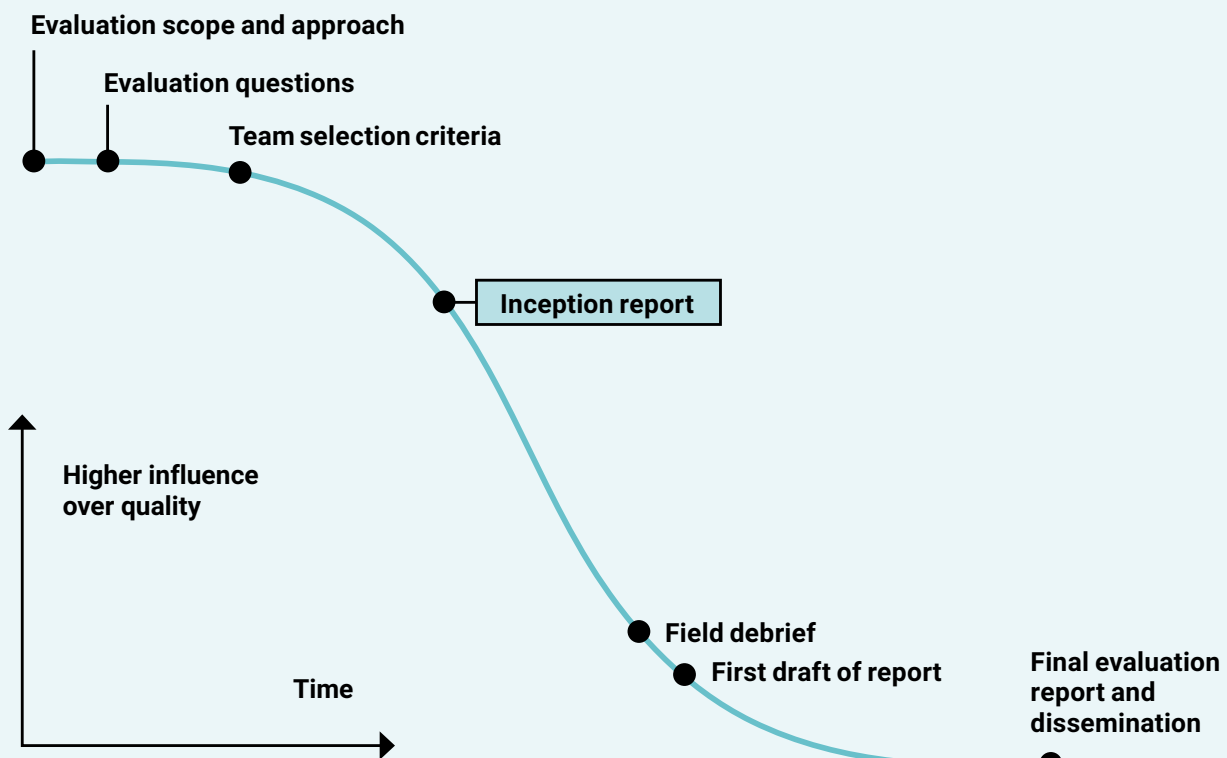 Evaluation scope and approach
Evaluation questions
Team selection criteria
Inception report
Higher influence
over quality
Field debrief
First draft of report
Time
Final evaluation
report and
dissemination